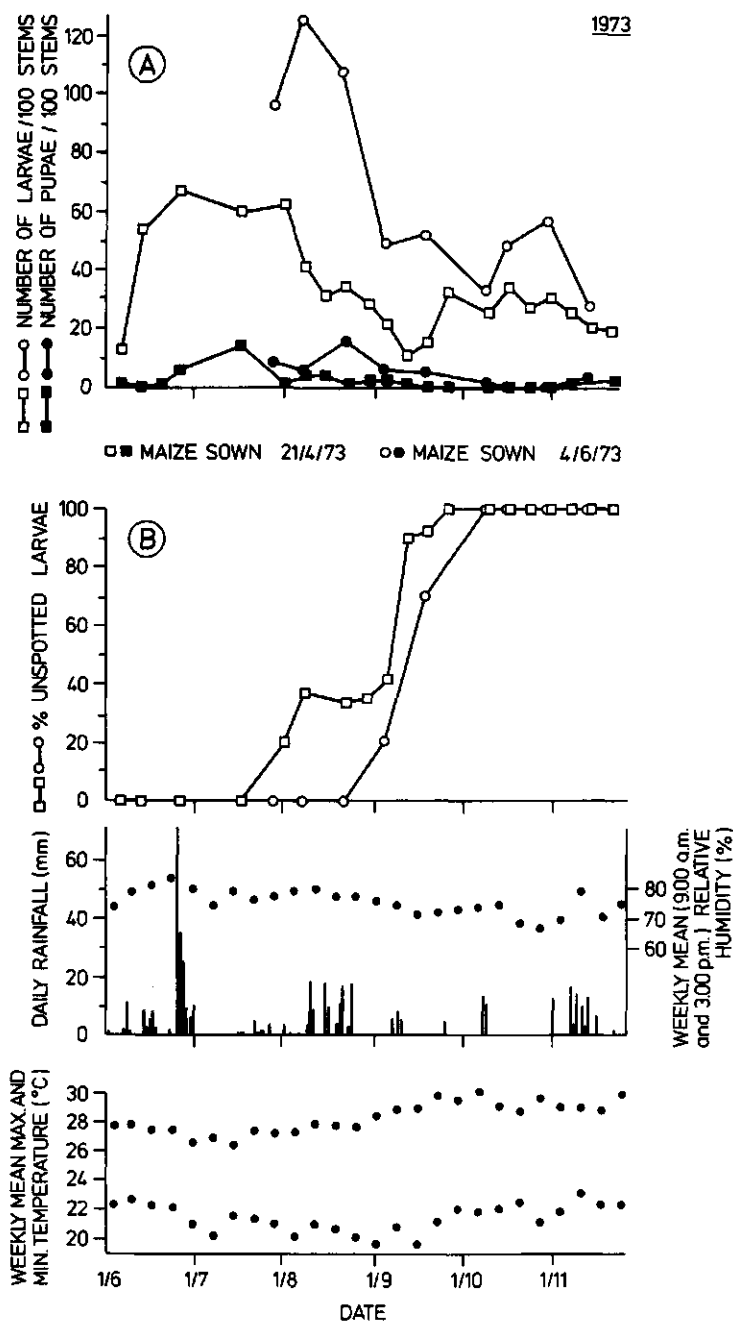 1973
A
NUMBER OF LARVAE/100 STEMS
NUMBER OF PUPAE/100 STEMS
120
100
80
60
40
20
0
MAIZE SOWN 21/4/73
MAIZE SOWN 4/6/73
B
% UNSPOTTED LARVAE
100
80
60
40
20
0
DAILY RAINFALL (mm)
60
40
20
0
80
70
60
WEEKLY MEAN (9.00 a.m.
and 3.00 p.m.) RELATIVE
HUMIDITY (%)
WEEKLY MEAN MAX. AND
MIN. TEMPERATURE (°C)
30
28
26
24
22
20
1/6
1/7
1/8
1/9
1/10
1/11
DATE